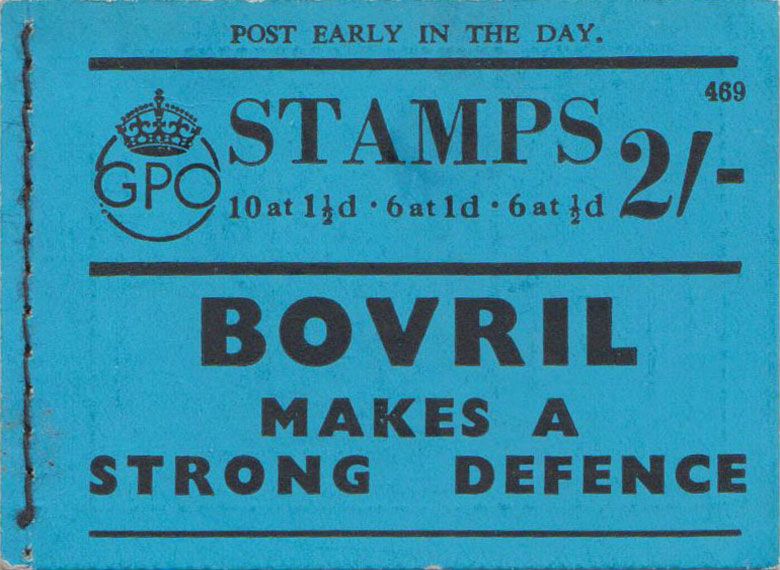 POST EARLY IN THE DAY.
469
STAMPS 2/-
GPO
10 at 1½d · 6 at 1d · 6 at ½d
BOVRIL
MAKES A
STRONG DEFENCE